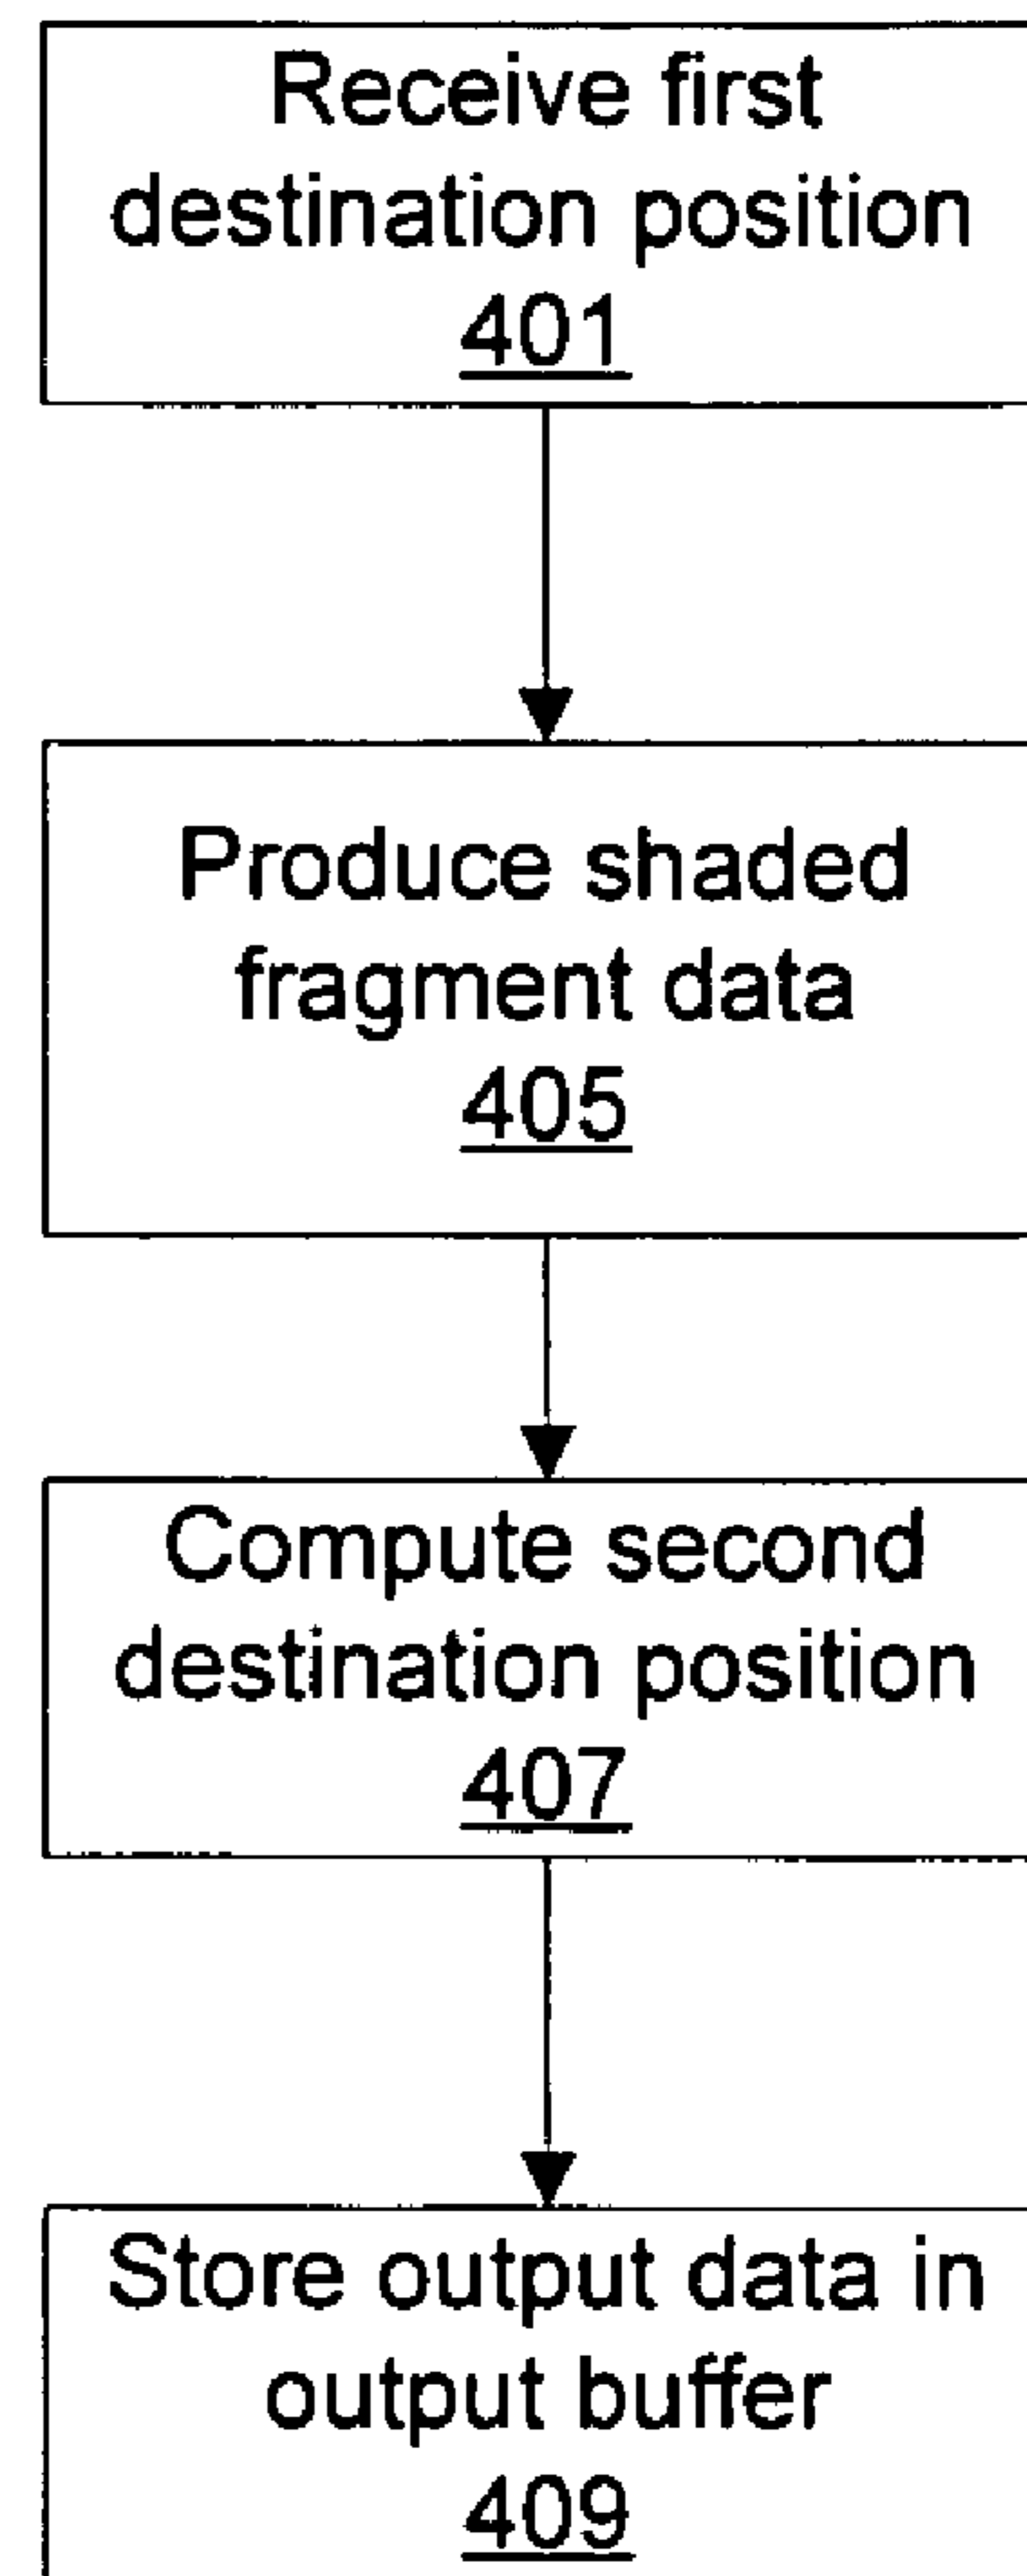 Receive first
destination position
401
Produce shaded
fragment data
405
Compute second
destination position
407
Store output data in
output buffer
409